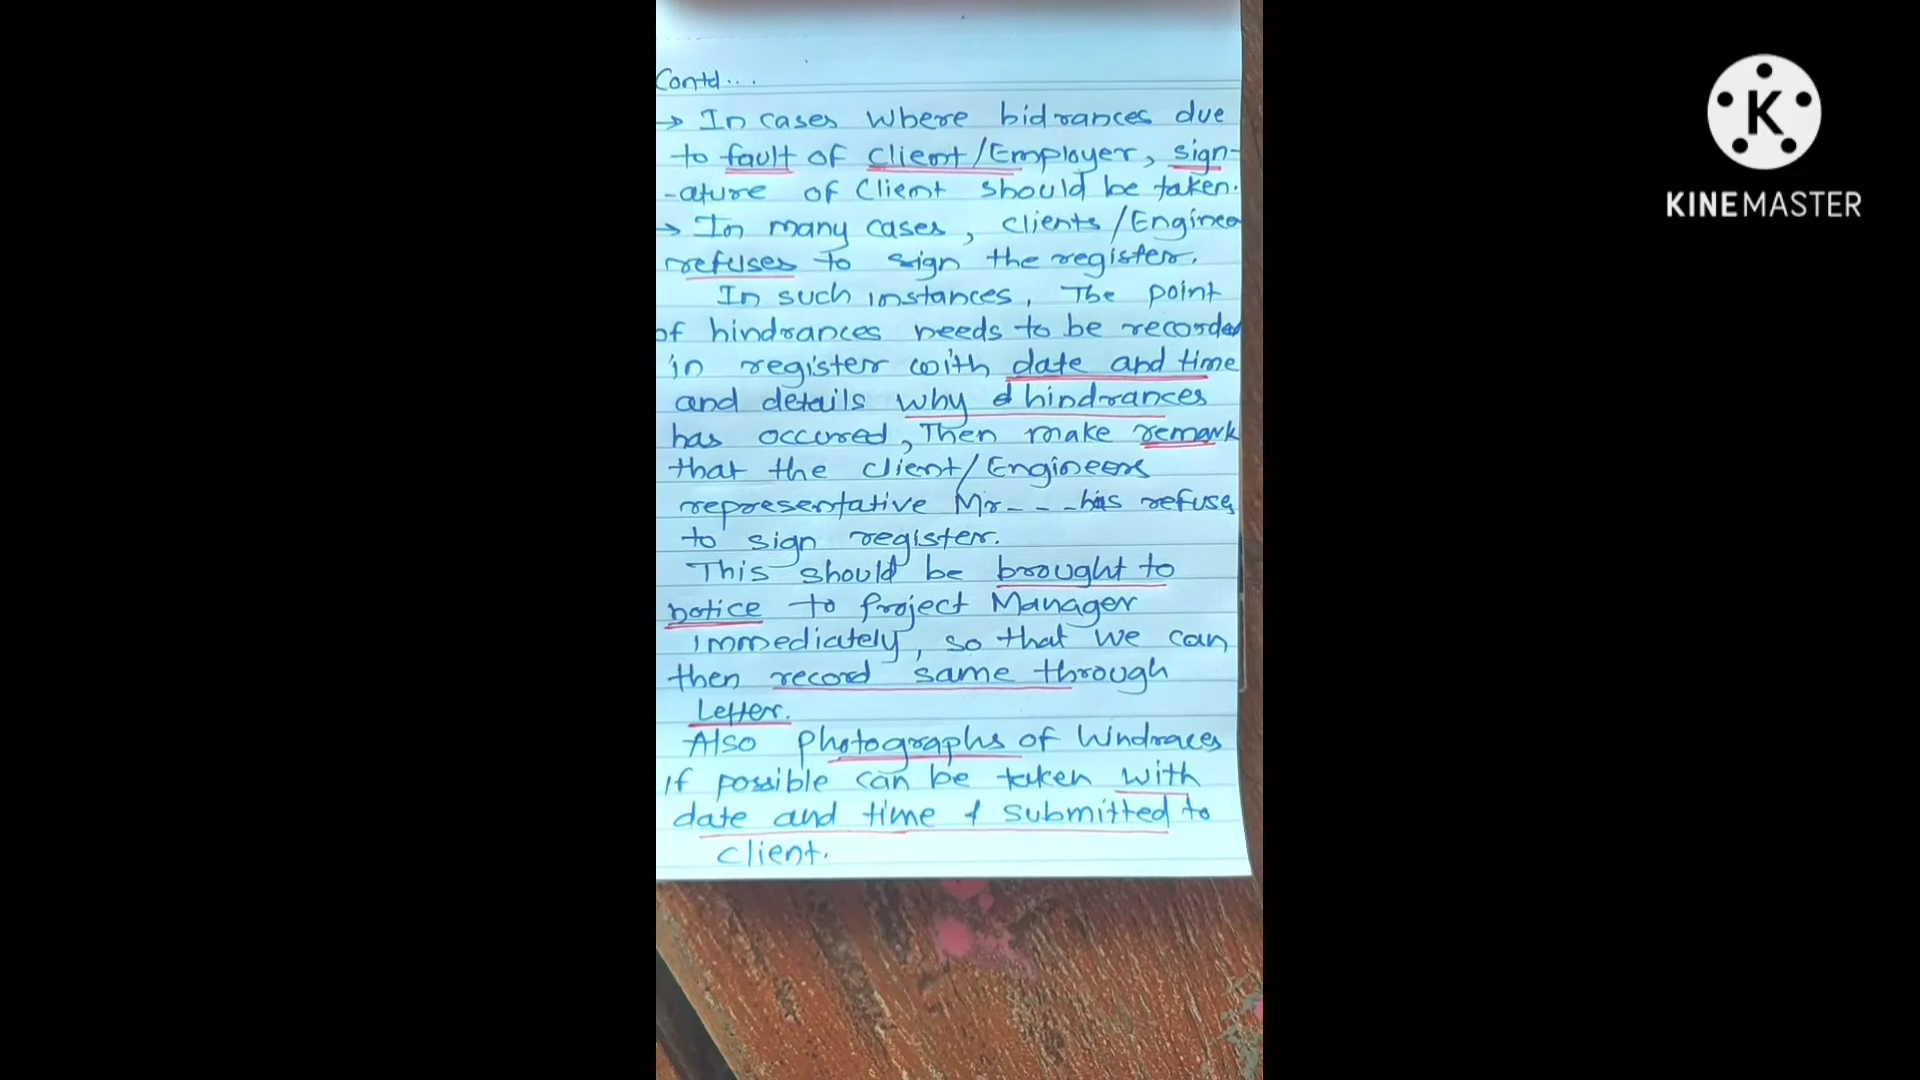 Contd...
→ In cases where hidrances due
to fault of client/Employer, sign-
-ature of Client should be taken.
→ In many cases, clients/Enginee
refuses to sign the register.
In such instances, The point
of hindrances needs to be recorded
in register with date and time
and details why hindrances
has occured, Then make remark
that the client/Engineers
representative Mr---has refuse
to sign register.
This should be brought to
notice to Project Manager
immediately, so that we can
then record same through
Letter.
Also photographs of hindraces
if possible can be taken with
date and time & submitted to
client.
K
KINEMASTER